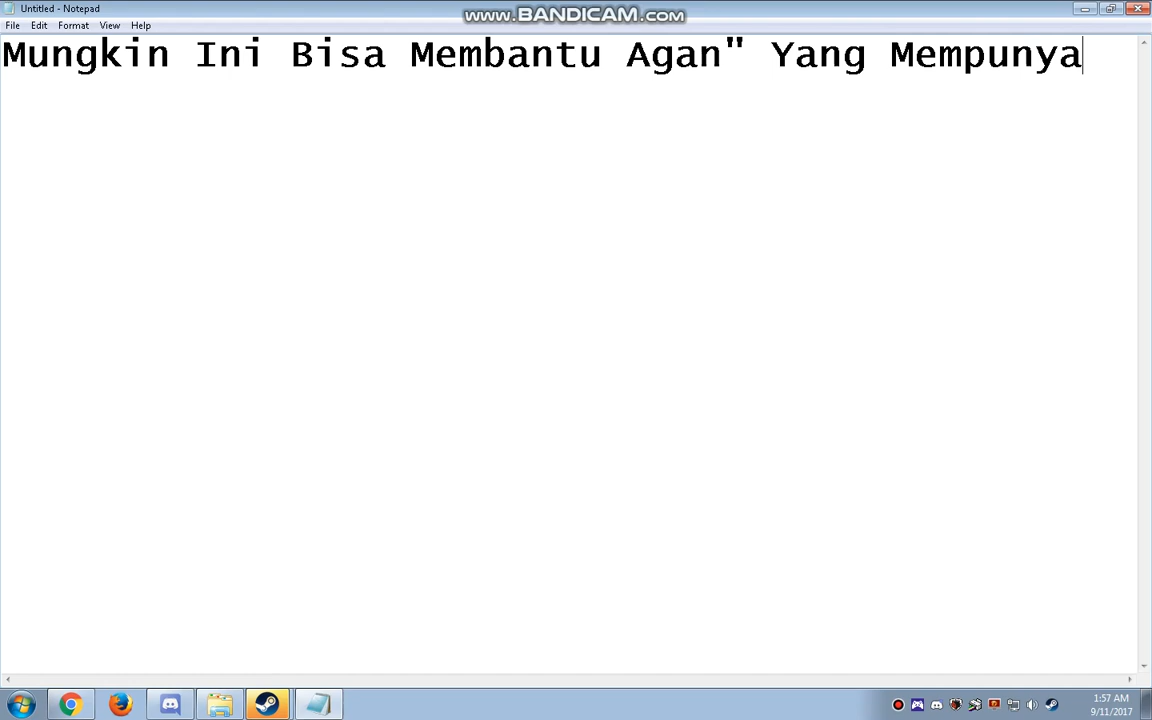 Untitled - Notepad
www.BANDICAM.com
File Edit Format View Help
Mungkin Ini Bisa Membantu Agan" Yang Mempunya
1:57 AM
9/11/2017